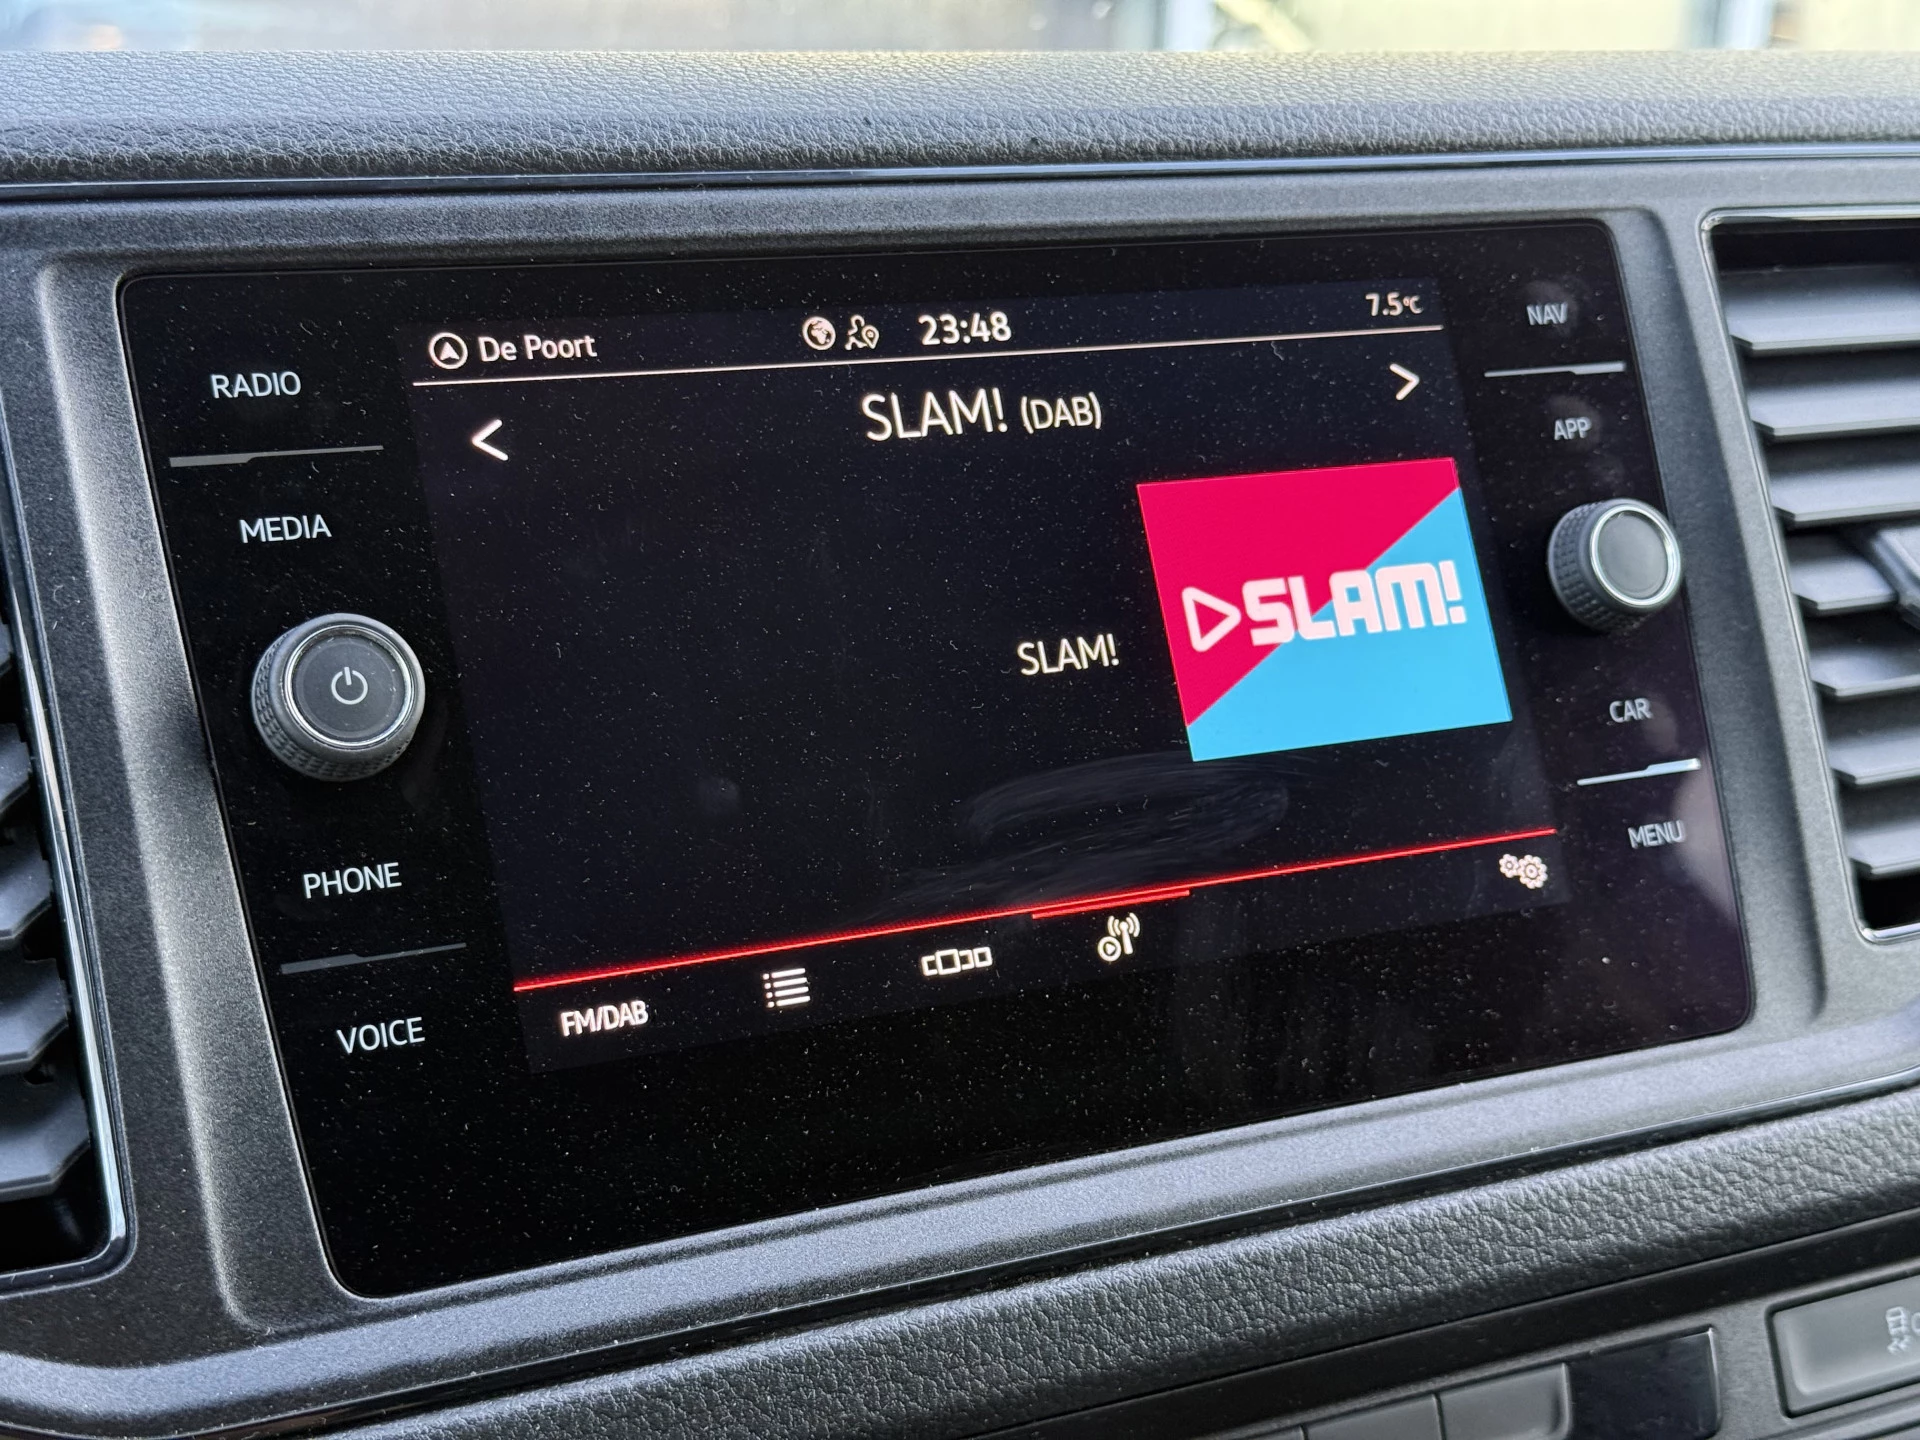 De Poort 23:48 7.5°C
NAV
RADIO
SLAM! (DAB)
APP
MEDIA
SLAM!
SLAM!
CAR
MENU
PHONE
FM/DAB
VOICE